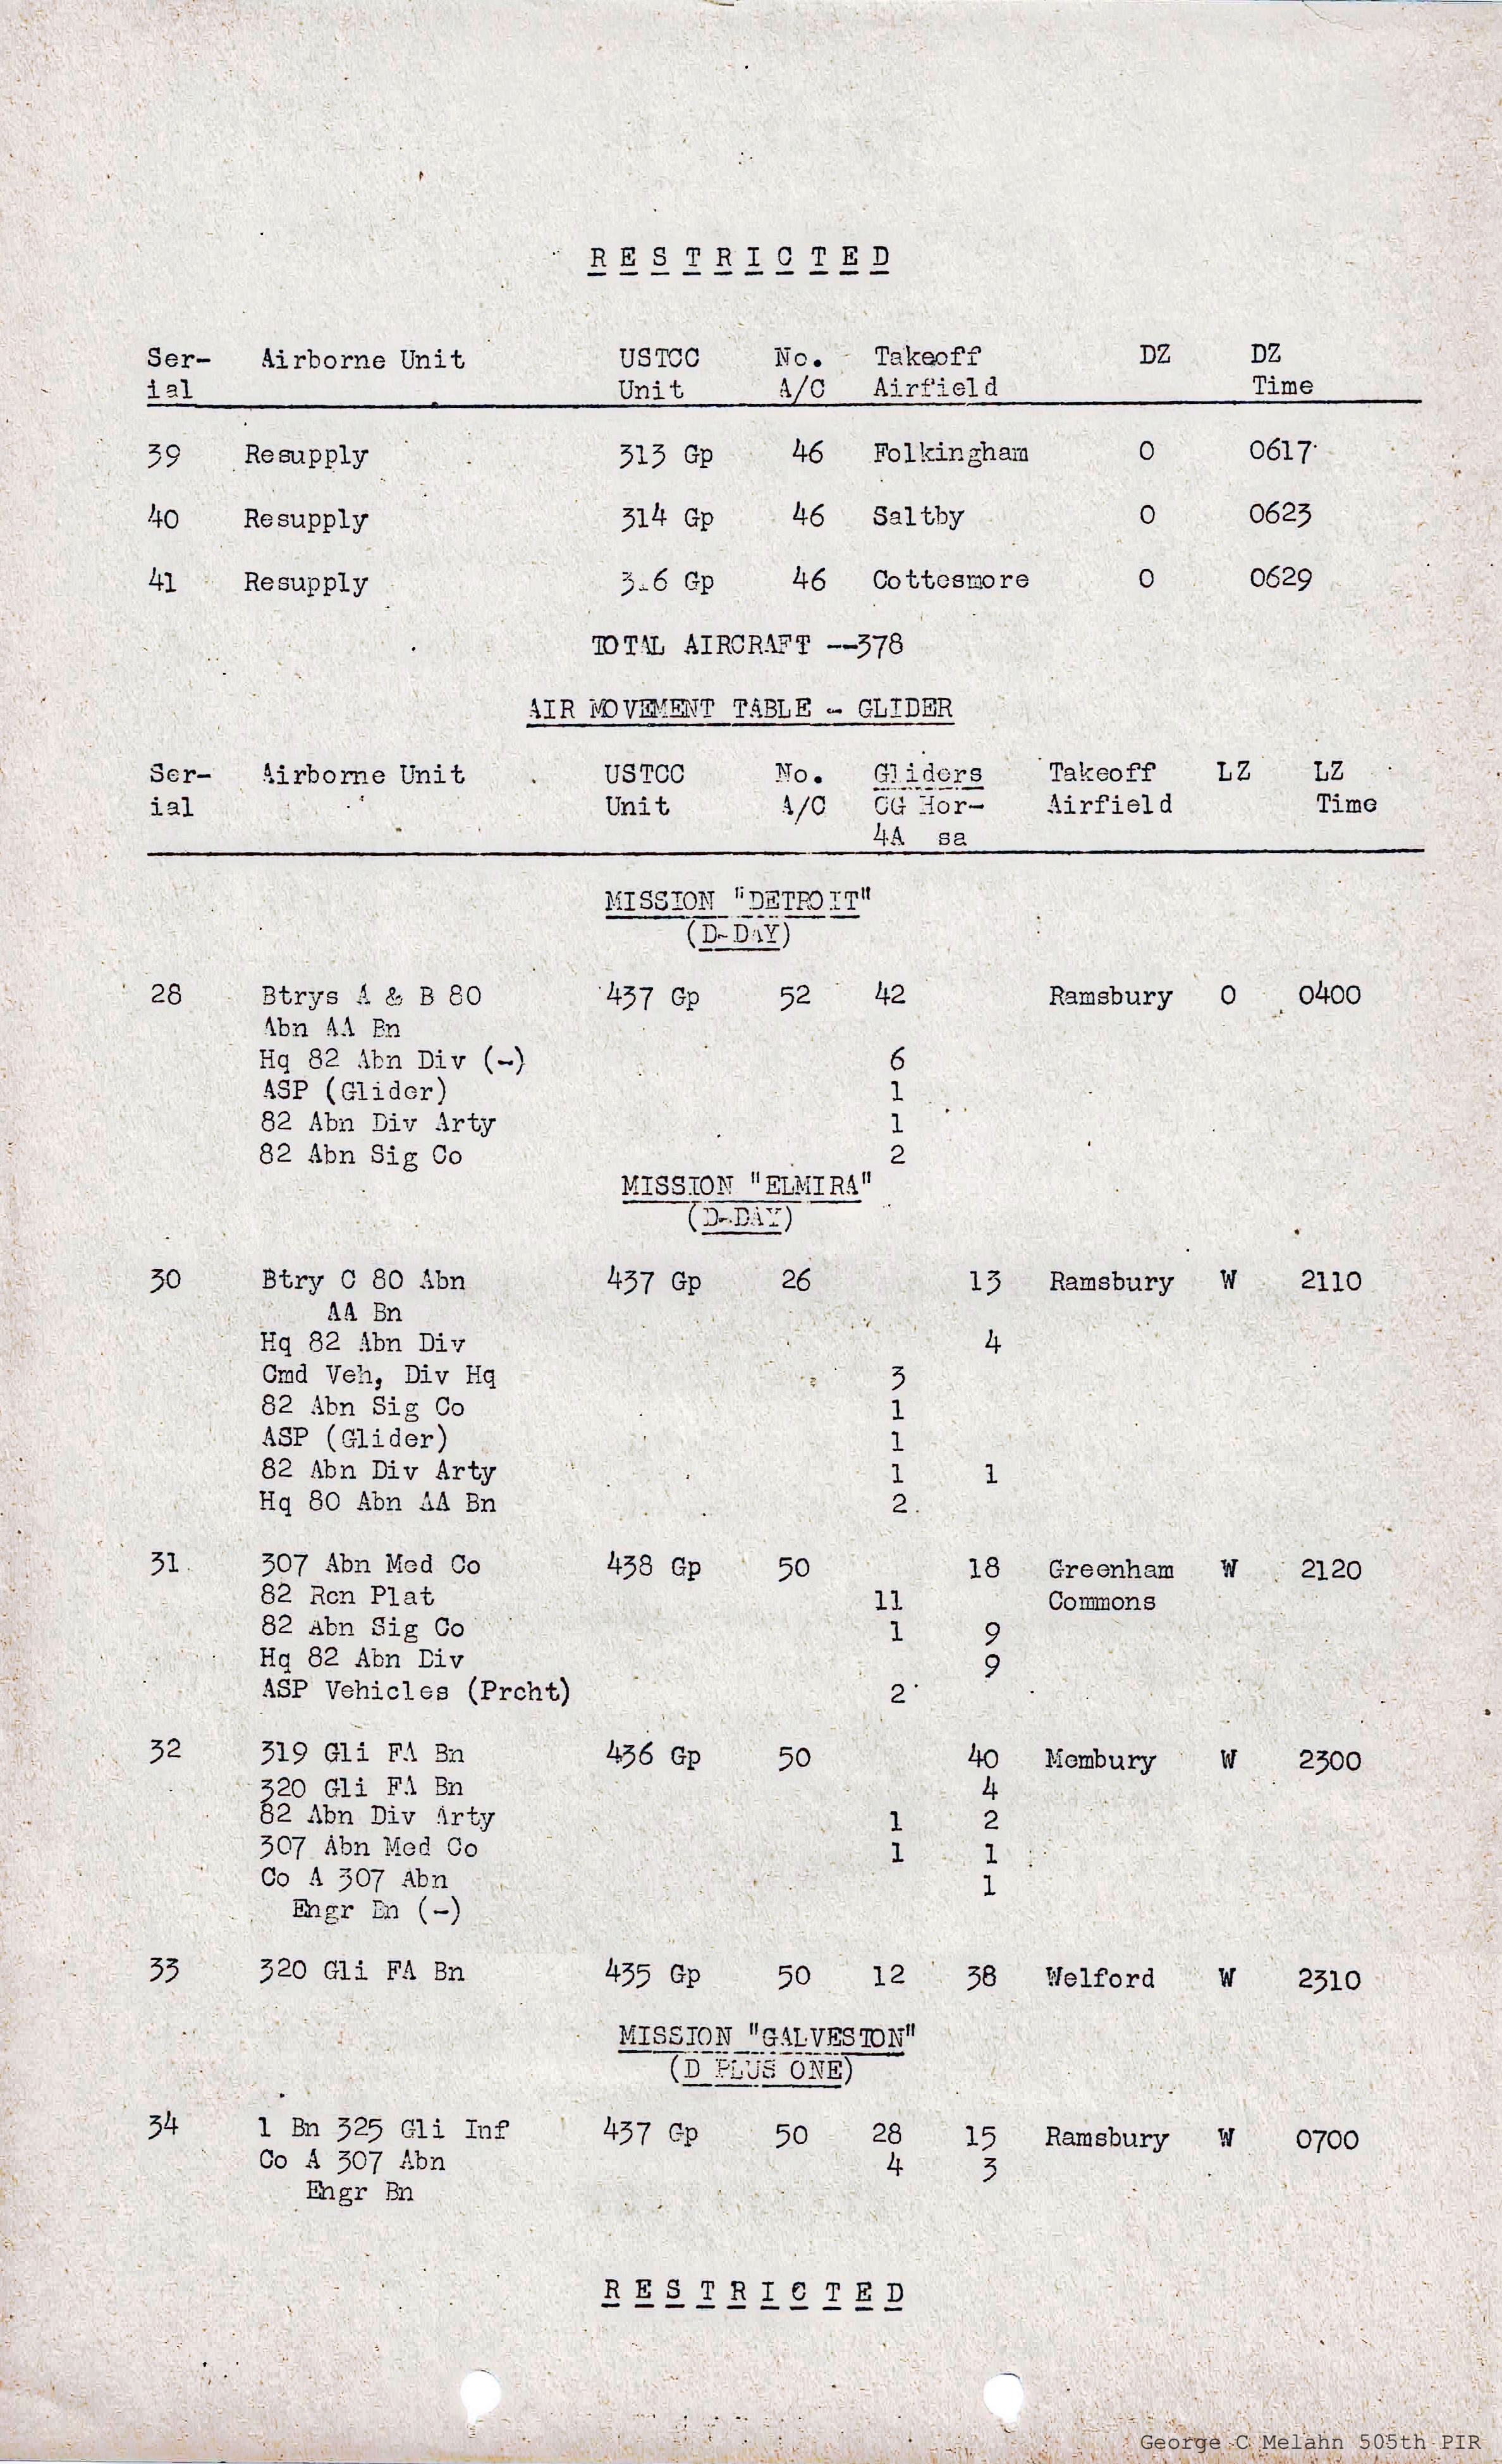 RESTRICTED
Ser- Airborne Unit USTCC No. Takeoff DZ DZ
ial Unit A/C Airfield Time
39 Resupply 313 Gp 46 Folkingham O 0617
40 Resupply 314 Gp 46 Saltby O 0623
41 Resupply 316 Gp 46 Cottesmore O 0629
TOTAL AIRCRAFT --378
AIR MOVEMENT TABLE - GLIDER
Ser- Airborne Unit USTCC No. Gliders Takeoff LZ LZ
ial Unit A/C CG Hor- Airfield Time
4A sa
MISSION "DETROIT"
(D-DAY)
28 Btrys A & B 80 437 Gp 52 42 Ramsbury O 0400
Abn AA Bn
Hq 82 Abn Div (-) 6
ASP (Glider) 1
82 Abn Div Arty 1
82 Abn Sig Co 2
MISSION "ELMIRA"
(D-DAY)
30 Btry C 80 Abn 437 Gp 26 13 Ramsbury W 2110
AA Bn
Hq 82 Abn Div 4
Cmd Veh, Div Hq 3
82 Abn Sig Co 1
ASP (Glider) 1
82 Abn Div Arty 1 1
Hq 80 Abn AA Bn 2
31 307 Abn Med Co 438 Gp 50 18 Greenham W 2120
82 Rcn Plat 11 Commons
82 Abn Sig Co 1 9
Hq 82 Abn Div 9
ASP Vehicles (Prcht) 2
32 319 Gli FA Bn 436 Gp 50 40 Membury W 2300
320 Gli FA Bn 4
82 Abn Div Arty 1 2
307 Abn Med Co 1 1
Co A 307 Abn 1
Engr Bn (-)
33 320 Gli FA Bn 435 Gp 50 12 38 Welford W 2310
MISSION "GALVESTON"
(D PLUS ONE)
34 1 Bn 325 Gli Inf 437 Gp 50 28 15 Ramsbury W 0700
Co A 307 Abn 4 3
Engr Bn
RESTRICTED
George C Melahn 505th PIR